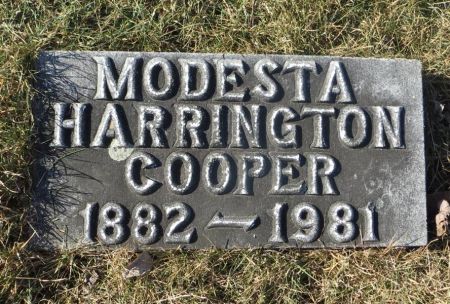 MODESTA
HARRINGTON
COOPER
1882 - 1981